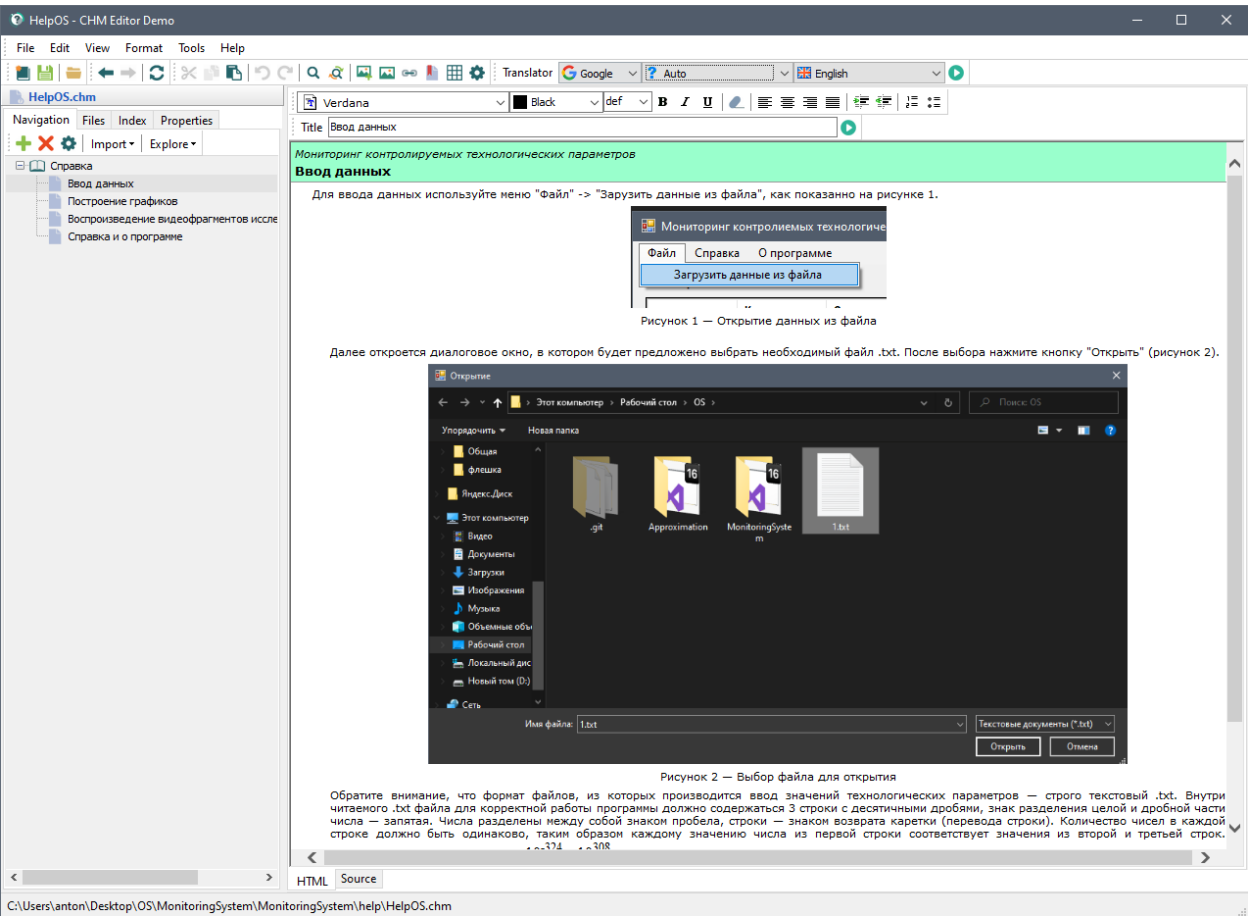 HelpOS - CHM Editor Demo
File Edit View Format Tools Help
Translator Google Auto English
HelpOS.chm
Verdana Black def B I U
Navigation Files Index Properties
Title Ввод данных
Import Explore
Справка
Ввод данных
Построение графиков
Воспроизведение видеофрагментов иссле
Справка и о программе
Мониторинг контролируемых технологических параметров
Ввод данных
Для ввода данных используйте меню "Файл" -> "Зарузить данные из файла", как показанно на рисунке 1.
Мониторинг контролиемых технологиче
Файл Справка О программе
Загрузить данные из файла
Рисунок 1 — Открытие данных из файла
Далее откроется диалоговое окно, в котором будет предложено выбрать необходимый файл .txt. После выбора нажмите кнопку "Открыть" (рисунок 2).
Открытие
Этот компьютер › Рабочий стол › OS ›
Поиск: OS
Упорядочить Новая папка
Общая
флешка
Яндекс.Диск
Этот компьютер
Видео
Документы
Загрузки
Изображения
Музыка
Объемные объ
Рабочий стол
Локальный дис
Новый том (D:)
Сеть
16
16
.git
Approximation
MonitoringSyste
m
1.txt
Имя файла: 1.txt
Текстовые документы (*.txt)
Открыть Отмена
Рисунок 2 — Выбор файла для открытия
Обратите внимание, что формат файлов, из которых производится ввод значений технологических параметров — строго текстовый .txt. Внутри
читаемого .txt файла для корректной работы программы должно содержаться 3 строки с десятичными дробями, знак разделения целой и дробной части
числа — запятая. Числа разделены между собой знаком пробела, строки — знаком возврата каретки (перевода строки). Количество чисел в каждой
строке должно быть одинаково, таким образом каждому значению числа из первой строки соответствует значения из второй и третьей строк.
324 308
HTML Source
C:\Users\anton\Desktop\OS\MonitoringSystem\MonitoringSystem\help\HelpOS.chm